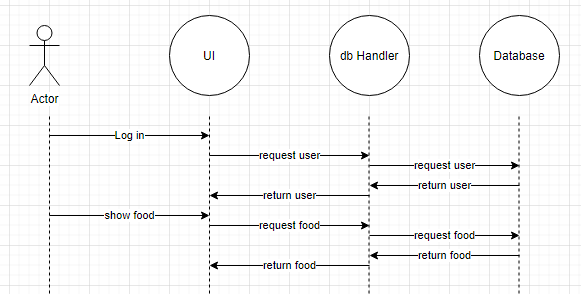 UI
db Handler
Database
Actor
Log in
request user
request user
return user
return user
show food
request food
request food
return food
return food